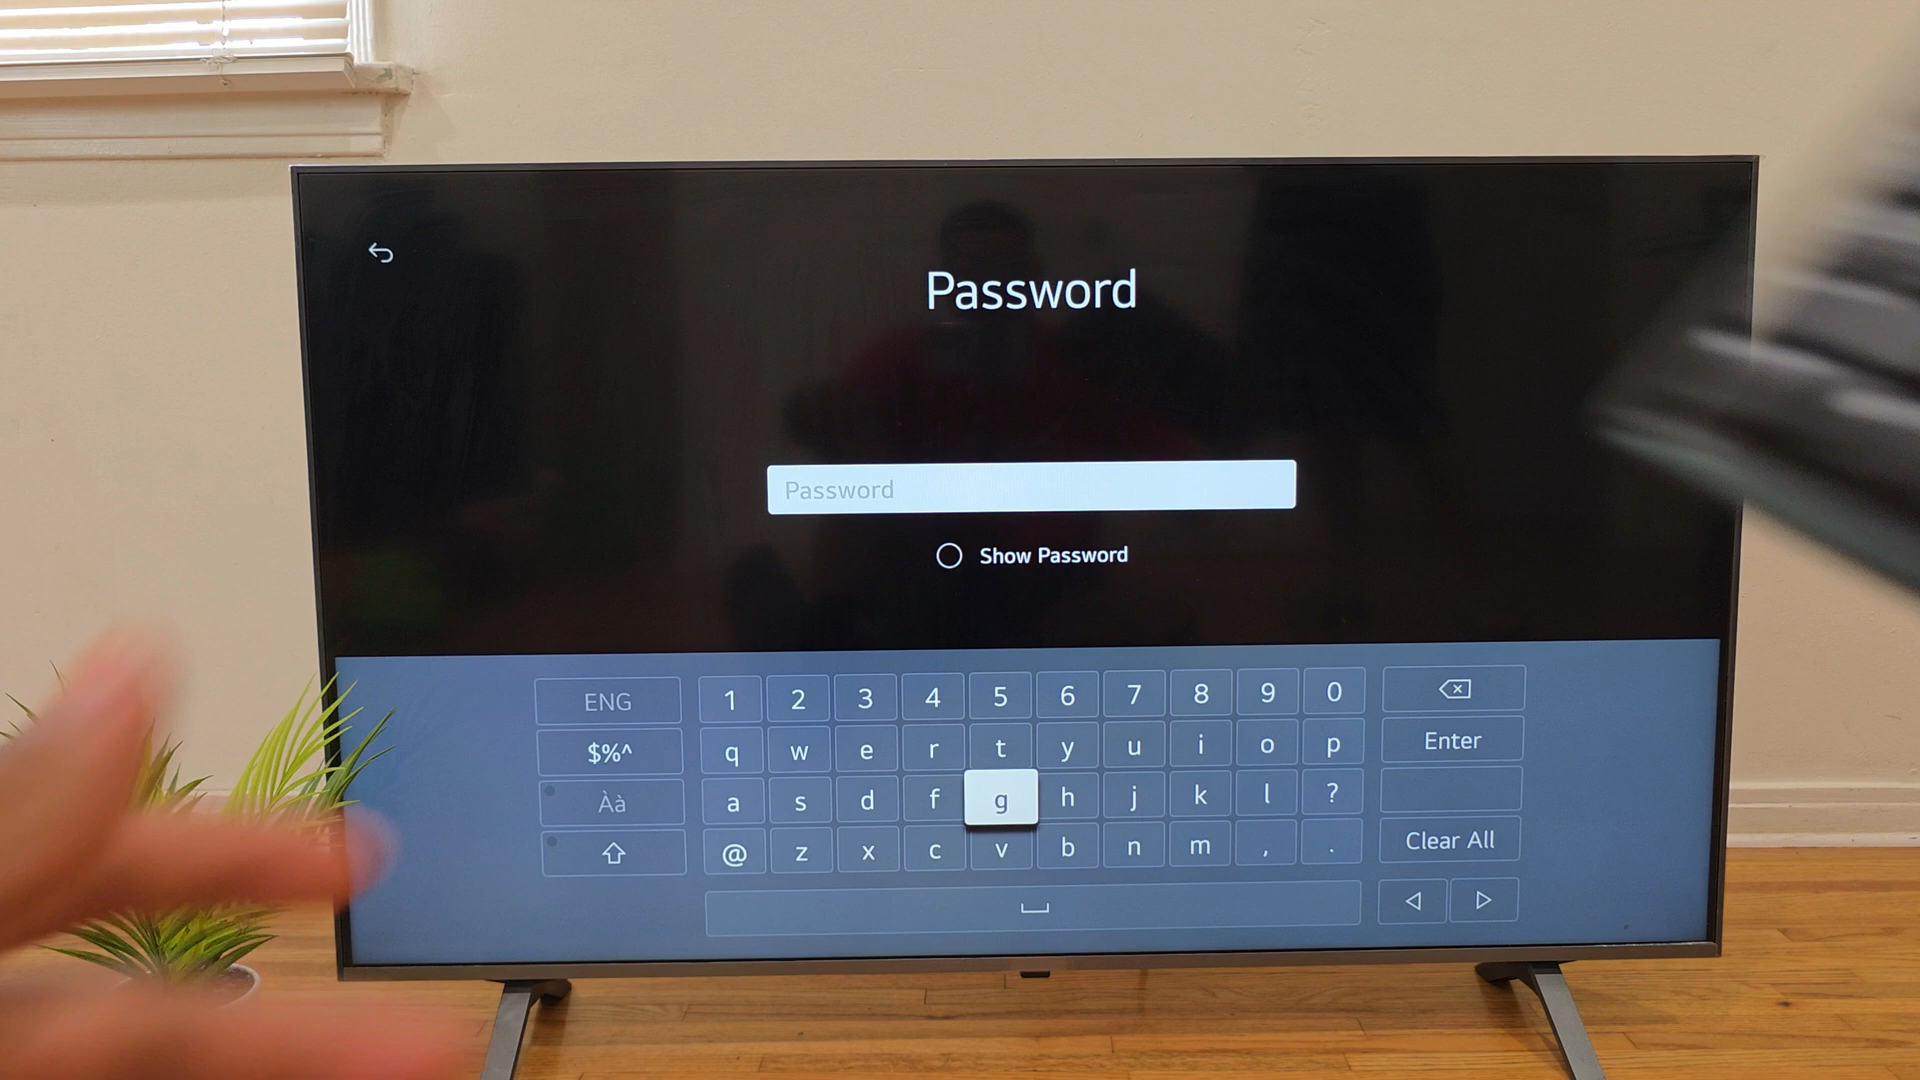 Password
Password
Show Password
ENG 1 2 3 4 5 6 7 8 9 0
$%^ q w e r t y u i o p Enter
Àà a s d f g h j k l ?
@ z x c v b n m , . Clear All